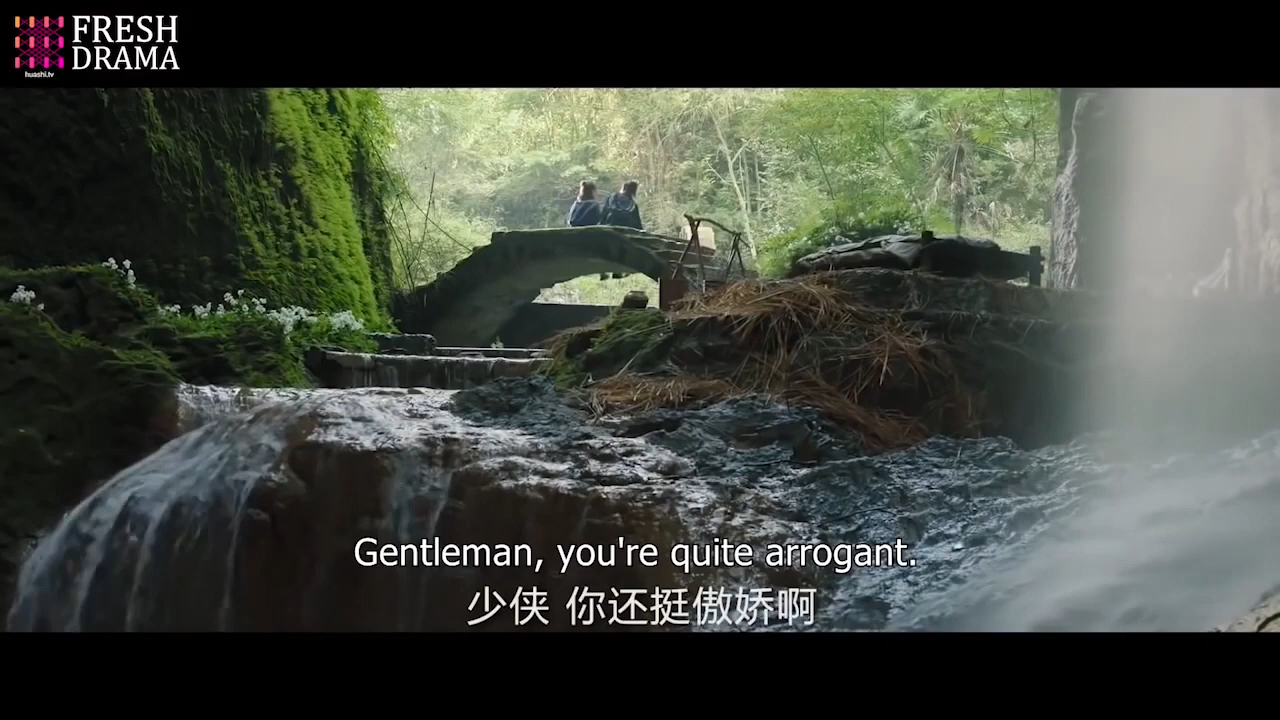 FRESH
DRAMA
huashi.tv
Gentleman, you're quite arrogant.
少侠 你还挺傲娇啊